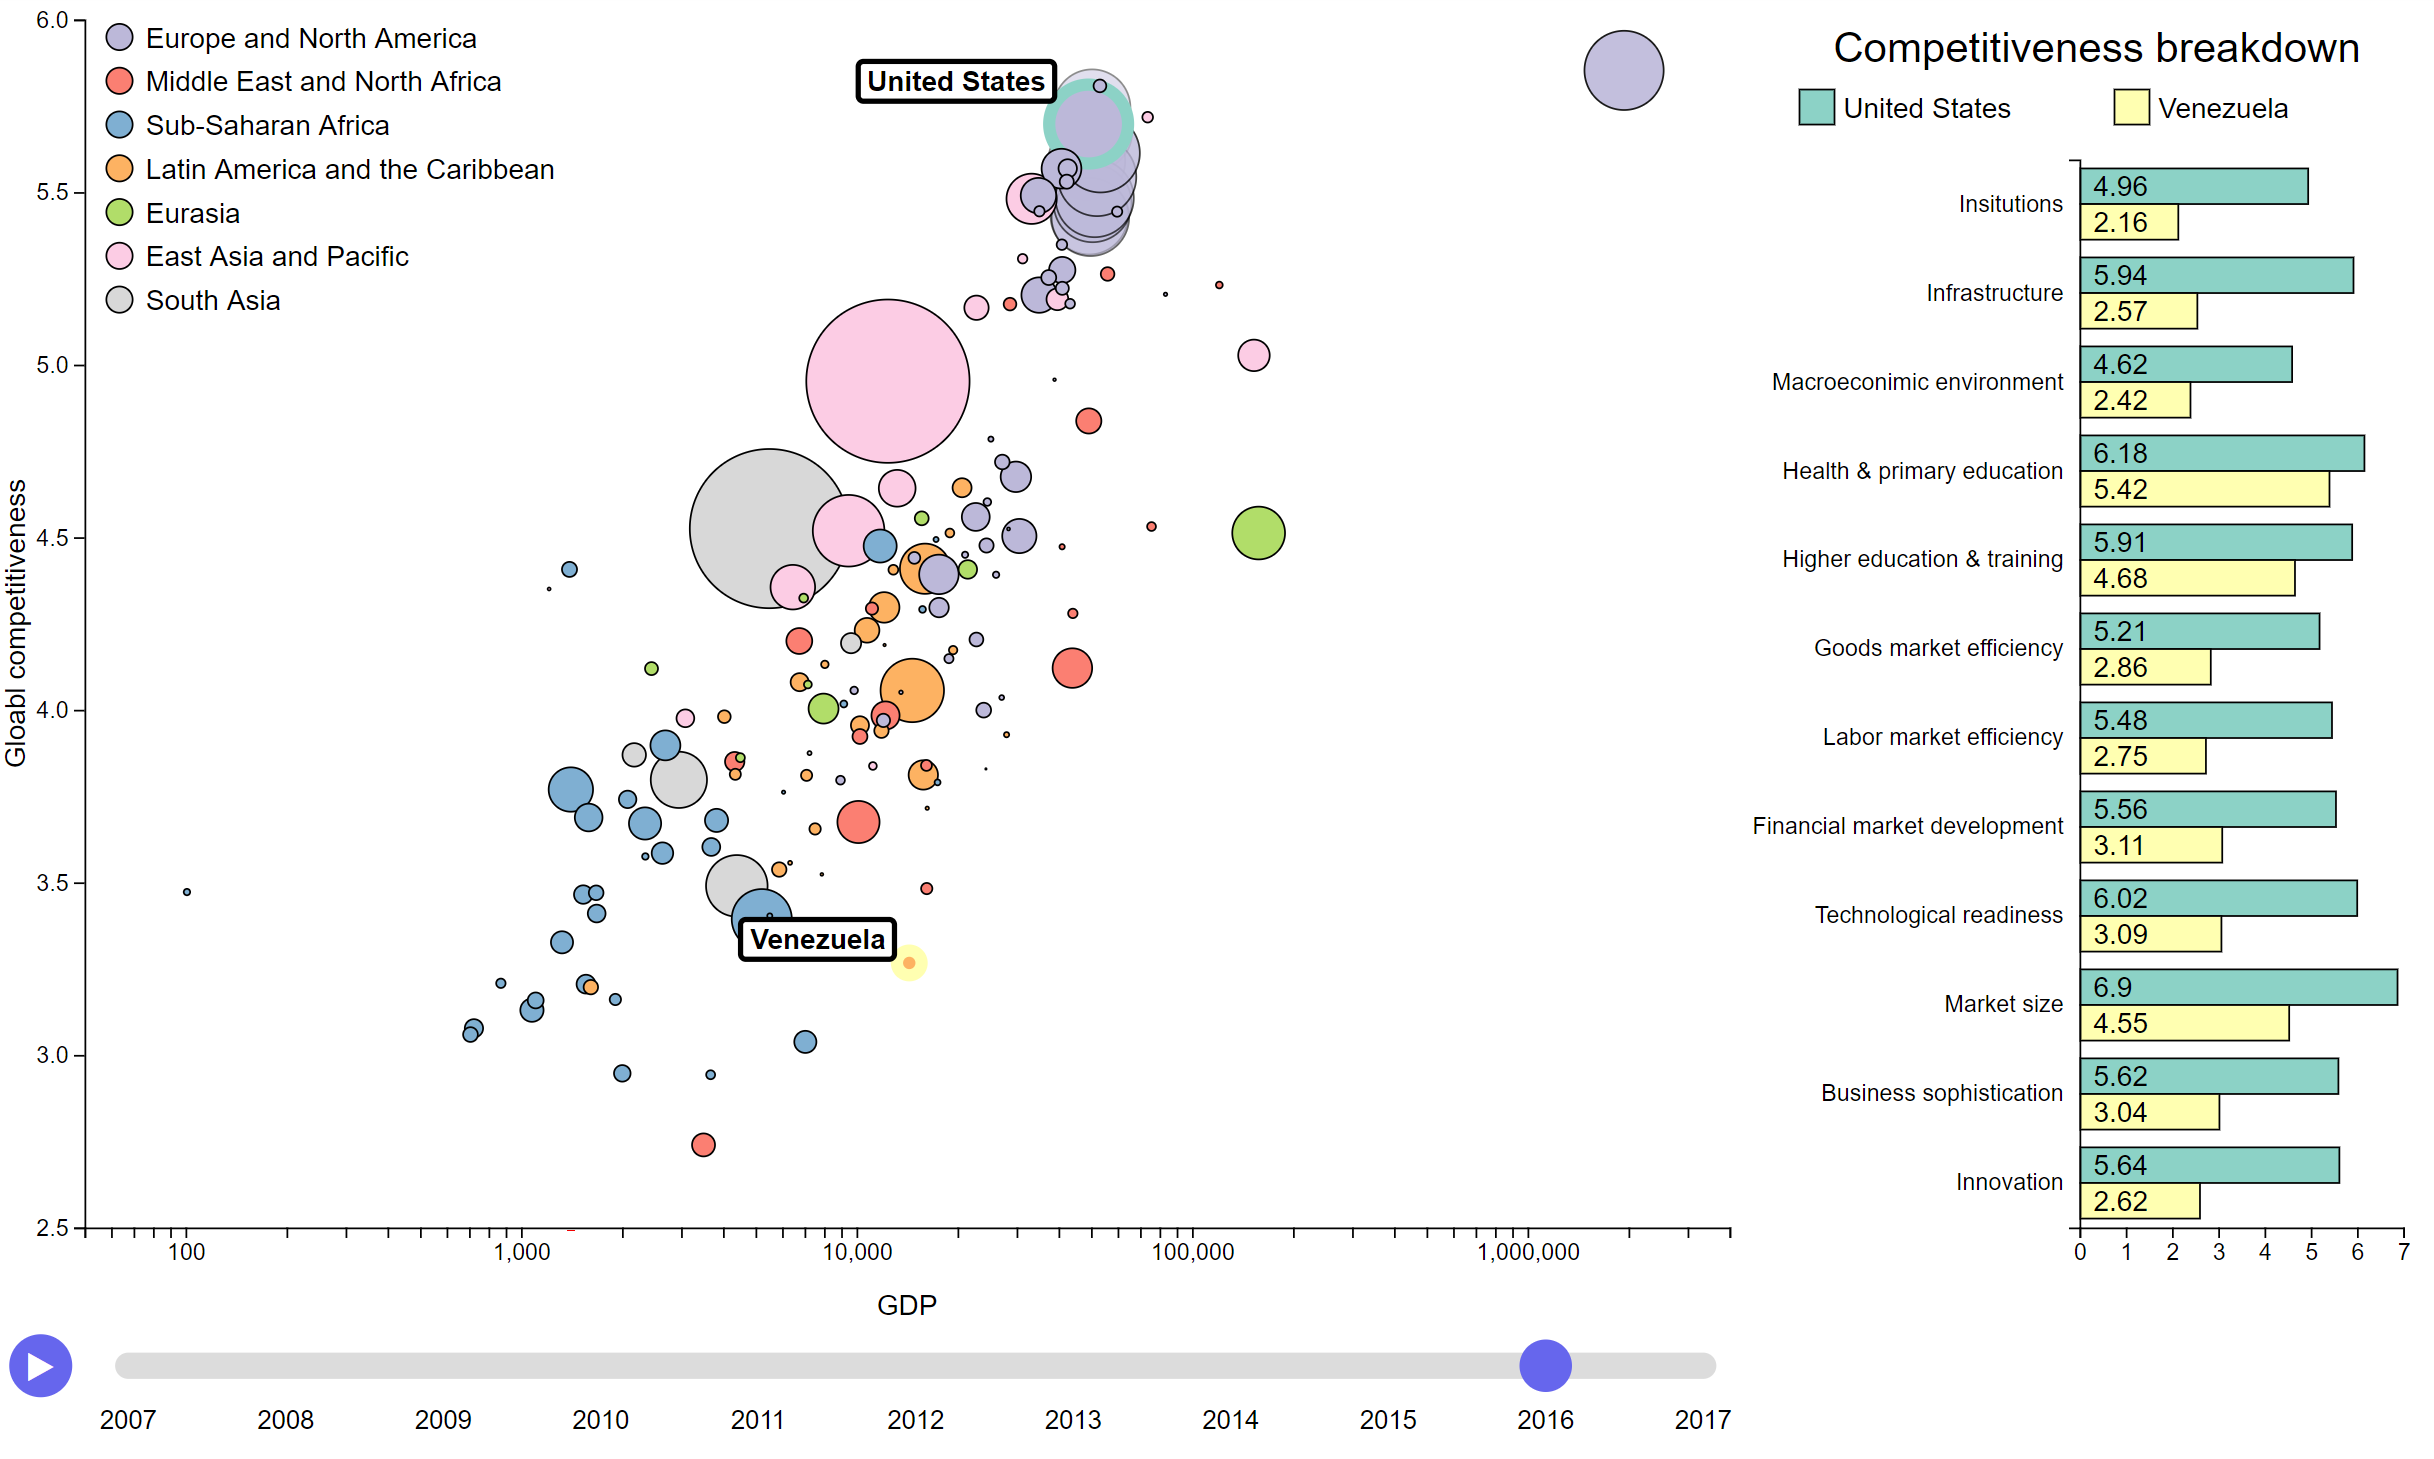 6.0
5.5
5.0
4.5
4.0
3.5
3.0
2.5
Gloabl competitiveness
Europe and North America
Middle East and North Africa
Sub-Saharan Africa
Latin America and the Caribbean
Eurasia
East Asia and Pacific
South Asia
United States
Venezuela
100 1,000 10,000 100,000 1,000,000
GDP
2007 2008 2009 2010 2011 2012 2013 2014 2015 2016 2017
Competitiveness breakdown
United States Venezuela
Insitutions 4.96
2.16
Infrastructure 5.94
2.57
Macroeconimic environment 4.62
2.42
Health & primary education 6.18
5.42
Higher education & training 5.91
4.68
Goods market efficiency 5.21
2.86
Labor market efficiency 5.48
2.75
Financial market development 5.56
3.11
Technological readiness 6.02
3.09
Market size 6.9
4.55
Business sophistication 5.62
3.04
Innovation 5.64
2.62
0 1 2 3 4 5 6 7